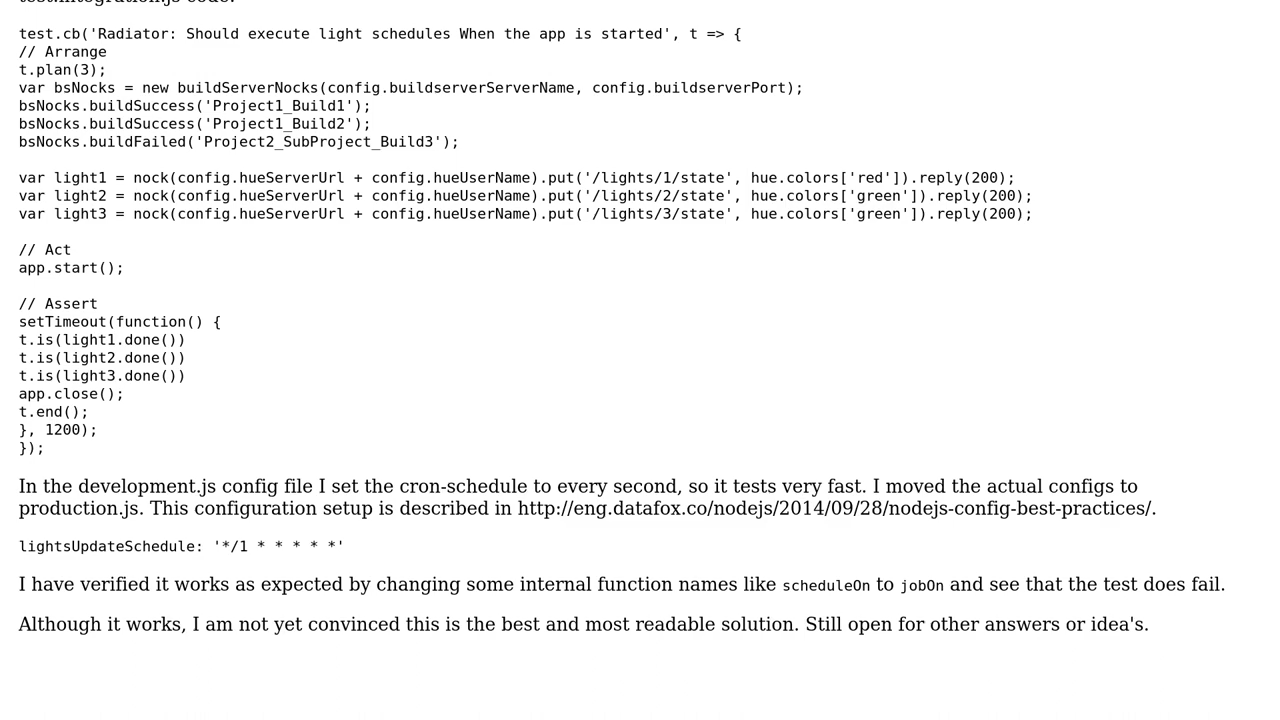 test.integration.js code:
test.cb('Radiator: Should execute light schedules When the app is started', t => {
// Arrange
t.plan(3);
var bsNocks = new buildServerNocks(config.buildserverServerName, config.buildserverPort);
bsNocks.buildSuccess('Project1_Build1');
bsNocks.buildSuccess('Project1_Build2');
bsNocks.buildFailed('Project2_SubProject_Build3');
var light1 = nock(config.hueServerUrl + config.hueUserName).put('/lights/1/state', hue.colors['red']).reply(200);
var light2 = nock(config.hueServerUrl + config.hueUserName).put('/lights/2/state', hue.colors['green']).reply(200);
var light3 = nock(config.hueServerUrl + config.hueUserName).put('/lights/3/state', hue.colors['green']).reply(200);
// Act
app.start();
// Assert
setTimeout(function() {
t.is(light1.done())
t.is(light2.done())
t.is(light3.done())
app.close();
t.end();
}, 1200);
});
In the development.js config file I set the cron-schedule to every second, so it tests very fast. I moved the actual configs to
production.js. This configuration setup is described in http://eng.datafox.co/nodejs/2014/09/28/nodejs-config-best-practices/.
lightsUpdateSchedule: '*/1 * * * * *'
I have verified it works as expected by changing some internal function names like scheduleOn to jobOn and see that the test does fail.
Although it works, I am not yet convinced this is the best and most readable solution. Still open for other answers or idea's.